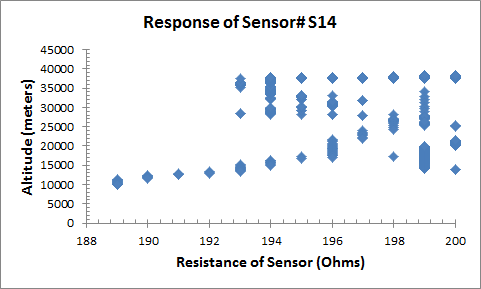 Response of Sensor# S14
45000
40000
35000
30000
25000
20000
15000
10000
5000
0
Altitude (meters)
188 190 192 194 196 198 200
Resistance of Sensor (Ohms)